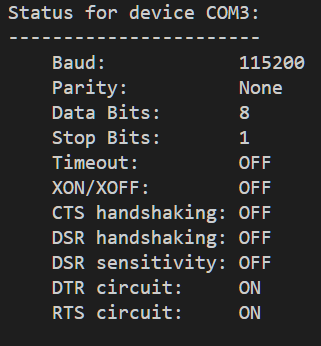 Status for device COM3:
-----------------------
Baud: 115200
Parity: None
Data Bits: 8
Stop Bits: 1
Timeout: OFF
XON/XOFF: OFF
CTS handshaking: OFF
DSR handshaking: OFF
DSR sensitivity: OFF
DTR circuit: ON
RTS circuit: ON